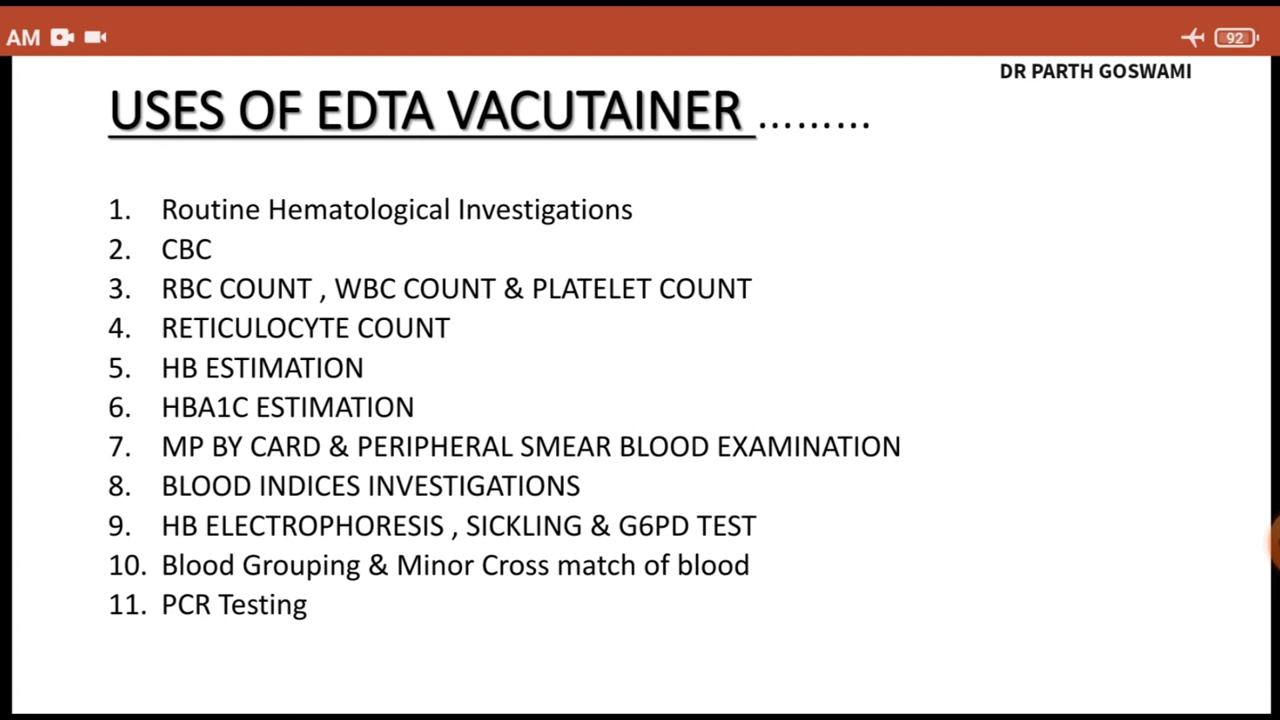 AM
92
DR PARTH GOSWAMI
USES OF EDTA VACUTAINER .........
1. Routine Hematological Investigations
2. CBC
3. RBC COUNT , WBC COUNT & PLATELET COUNT
4. RETICULOCYTE COUNT
5. HB ESTIMATION
6. HBA1C ESTIMATION
7. MP BY CARD & PERIPHERAL SMEAR BLOOD EXAMINATION
8. BLOOD INDICES INVESTIGATIONS
9. HB ELECTROPHORESIS , SICKLING & G6PD TEST
10. Blood Grouping & Minor Cross match of blood
11. PCR Testing